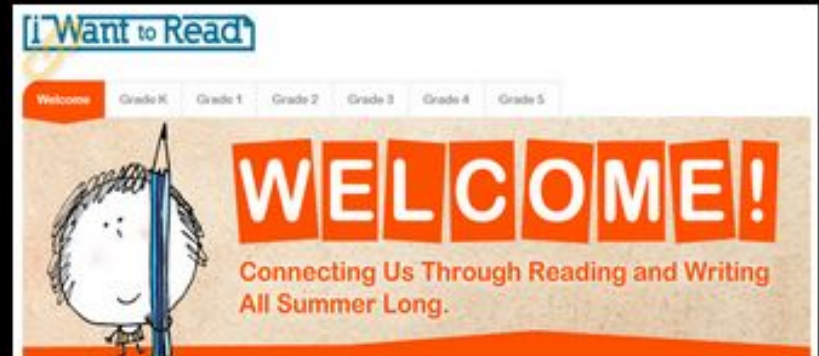 i Want to Read
Welcome Grade K Grade 1 Grade 2 Grade 3 Grade 4 Grade 5
WELCOME!
Connecting Us Through Reading and Writing
All Summer Long.